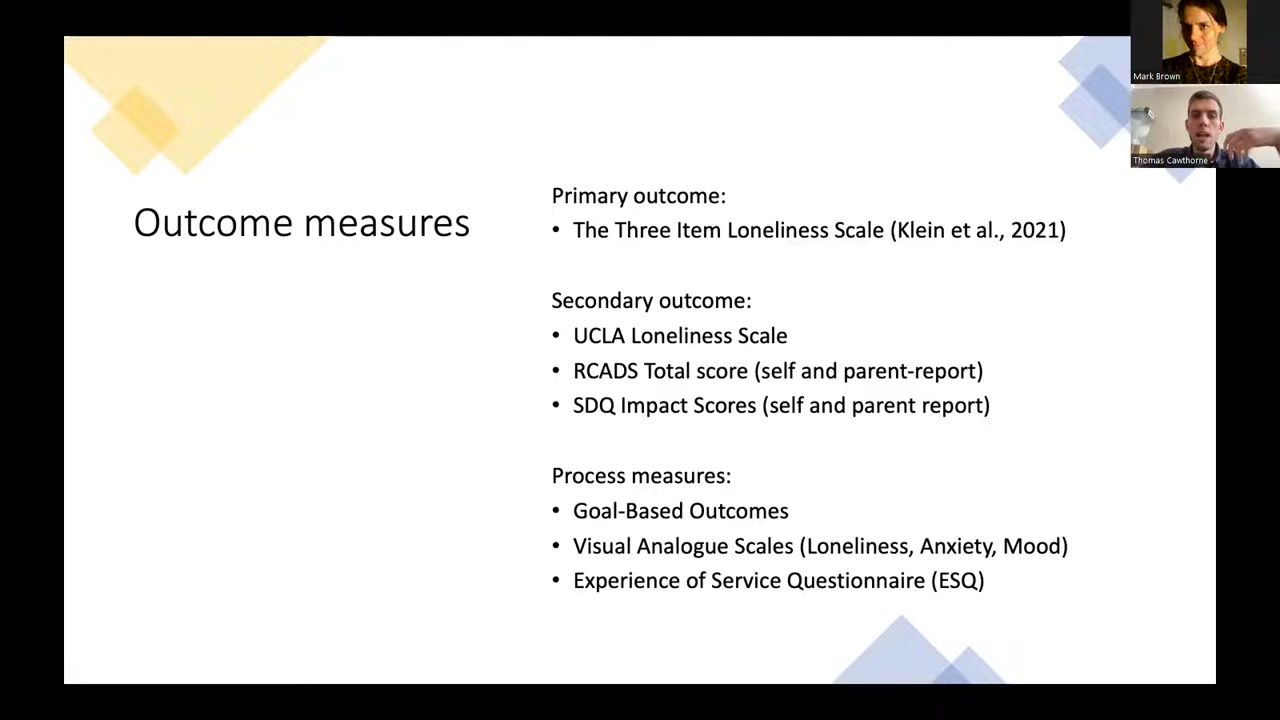 Mark Brown
Thomas Cawthorne
Outcome measures
Primary outcome:
• The Three Item Loneliness Scale (Klein et al., 2021)
Secondary outcome:
• UCLA Loneliness Scale
• RCADS Total score (self and parent-report)
• SDQ Impact Scores (self and parent report)
Process measures:
• Goal-Based Outcomes
• Visual Analogue Scales (Loneliness, Anxiety, Mood)
• Experience of Service Questionnaire (ESQ)